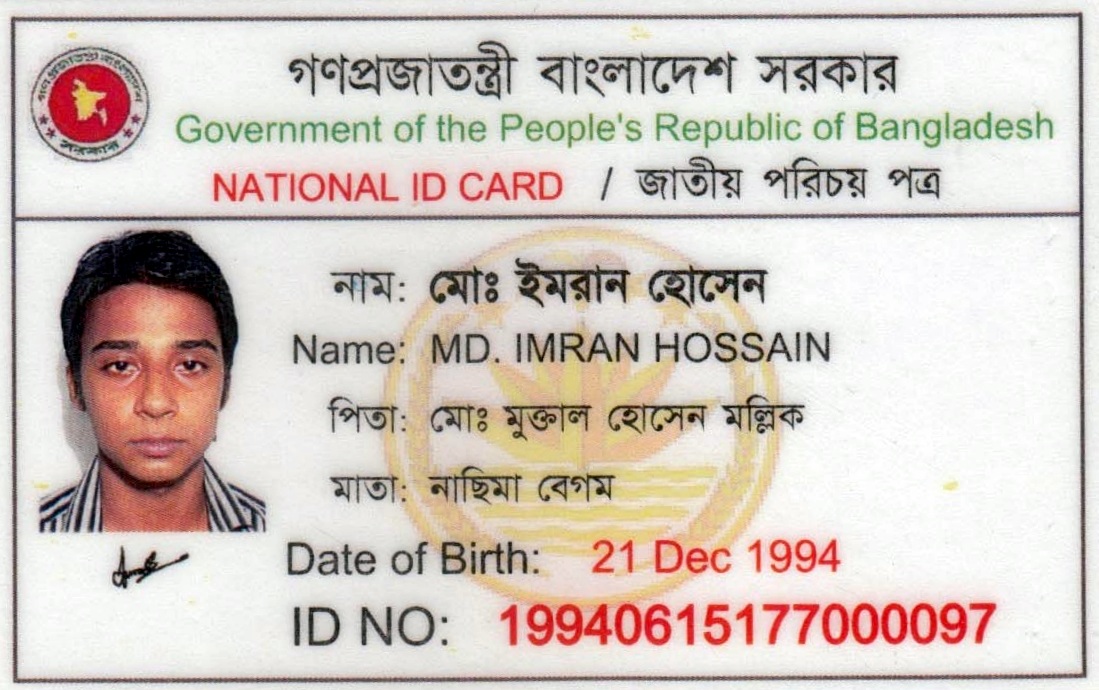 গণপ্রজাতন্ত্রী বাংলাদেশ সরকার
Government of the People's Republic of Bangladesh
NATIONAL ID CARD / জাতীয় পরিচয় পত্র
নাম: মোঃ ইমরান হোসেন
Name: MD. IMRAN HOSSAIN
পিতা: মোঃ মুক্তাল হোসেন মল্লিক
মাতা: নাছিমা বেগম
Date of Birth: 21 Dec 1994
ID NO: 19940615177000097